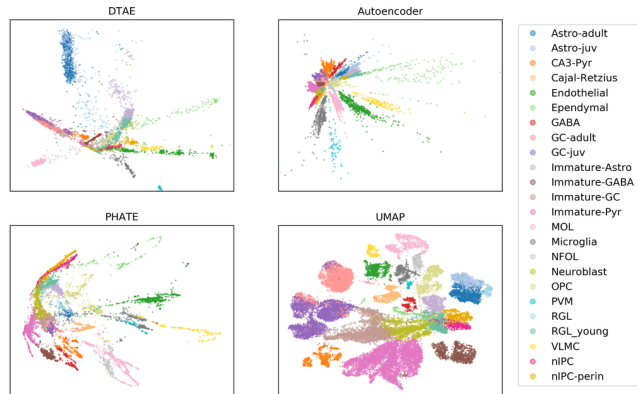 DTAE
Autoencoder
PHATE
UMAP
Astro-adult
Astro-juv
CA3-Pyr
Cajal-Retzius
Endothelial
Ependymal
GABA
GC-adult
GC-juv
Immature-Astro
Immature-GABA
Immature-GC
Immature-Pyr
MOL
Microglia
NFOL
Neuroblast
OPC
PVM
RGL
RGL_young
VLMC
nIPC
nIPC-perin